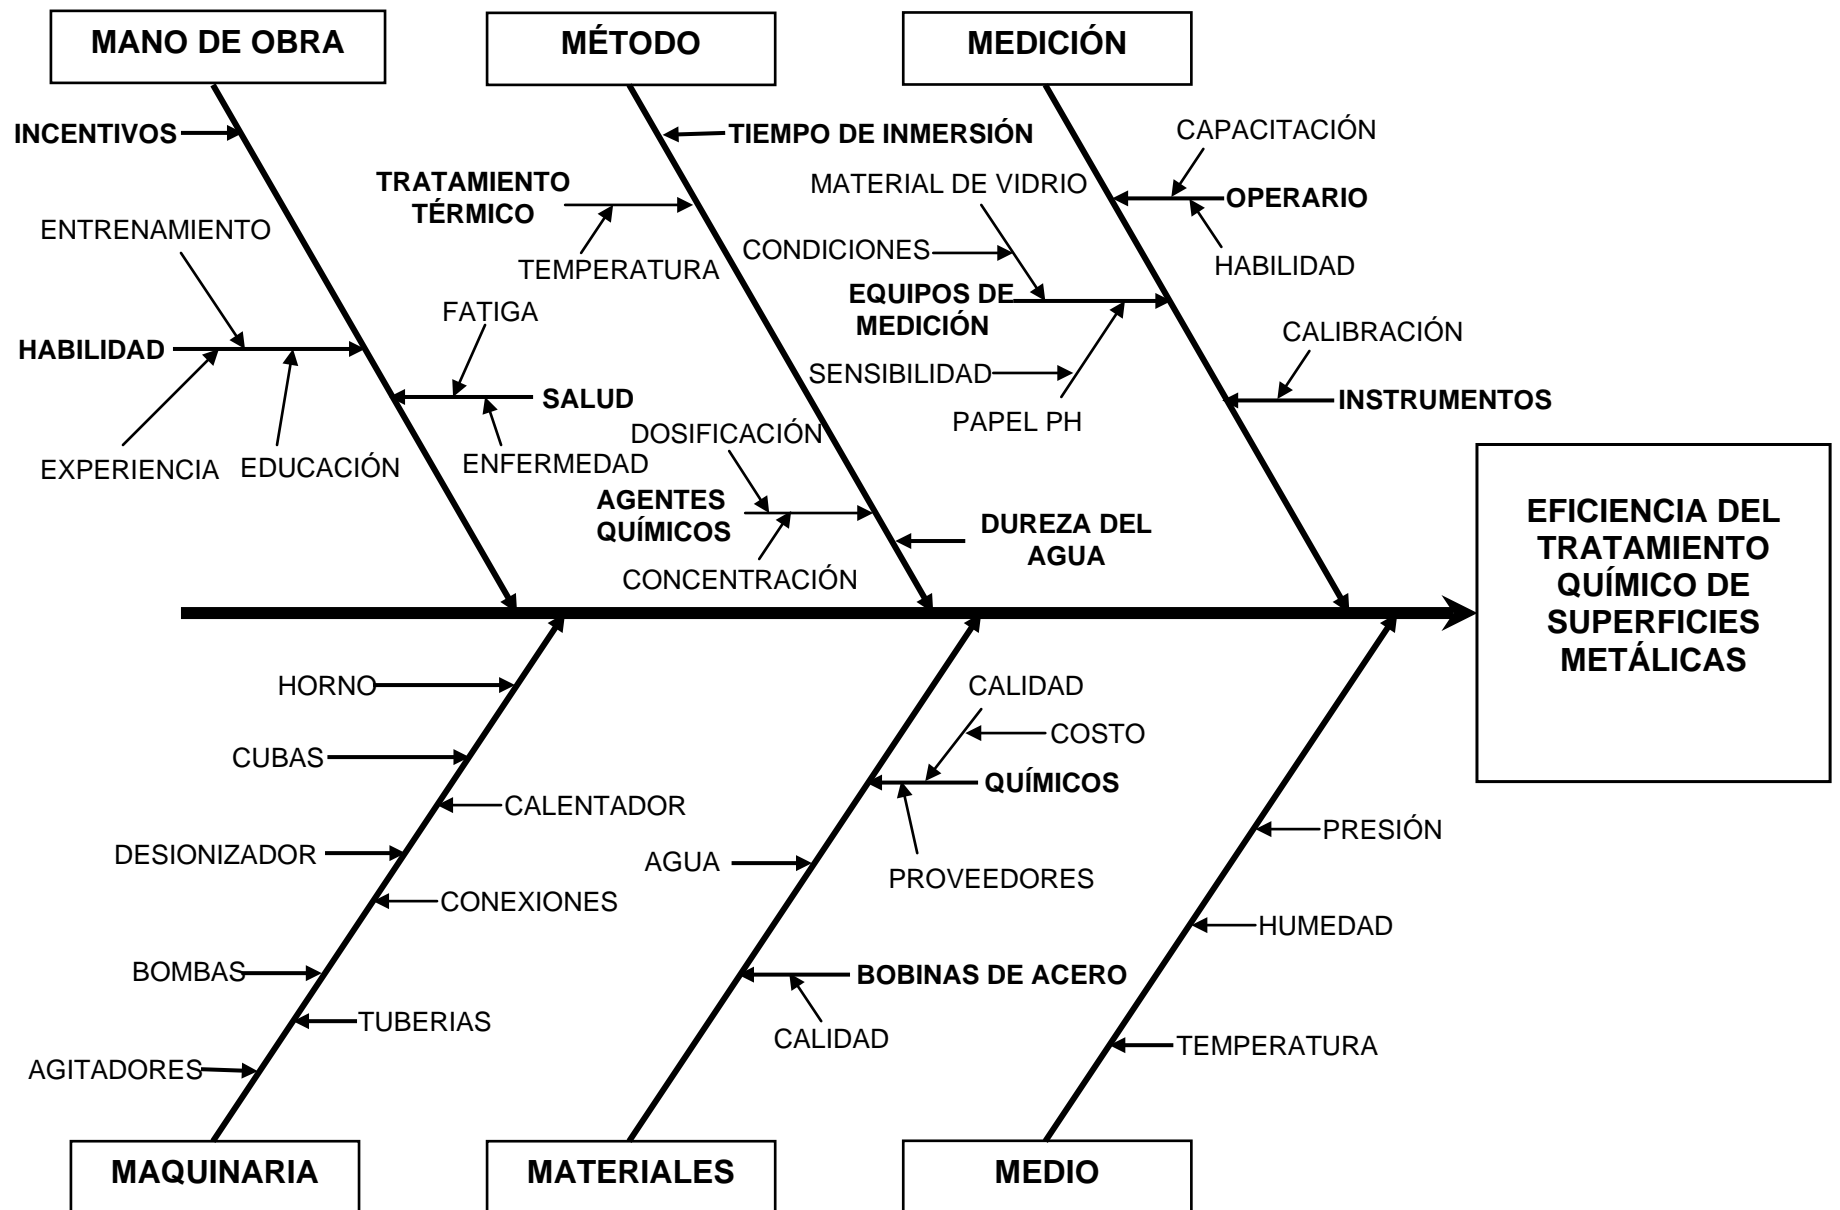 MANO DE OBRA
MÉTODO
MEDICIÓN
INCENTIVOS
TIEMPO DE INMERSIÓN
CAPACITACIÓN
TRATAMIENTO
TÉRMICO
MATERIAL DE VIDRIO
OPERARIO
ENTRENAMIENTO
TEMPERATURA
CONDICIONES
HABILIDAD
EQUIPOS DE
MEDICIÓN
FATIGA
CALIBRACIÓN
HABILIDAD
SENSIBILIDAD
SALUD
INSTRUMENTOS
PAPEL PH
DOSIFICACIÓN
EXPERIENCIA
EDUCACIÓN
ENFERMEDAD
AGENTES
QUÍMICOS
DUREZA DEL
AGUA
CONCENTRACIÓN
EFICIENCIA DEL
TRATAMIENTO
QUÍMICO DE
SUPERFICIES
METÁLICAS
HORNO
CALIDAD
COSTO
CUBAS
QUÍMICOS
CALENTADOR
PRESIÓN
DESIONIZADOR
AGUA
PROVEEDORES
CONEXIONES
HUMEDAD
BOMBAS
BOBINAS DE ACERO
TUBERIAS
CALIDAD
TEMPERATURA
AGITADORES
MAQUINARIA
MATERIALES
MEDIO